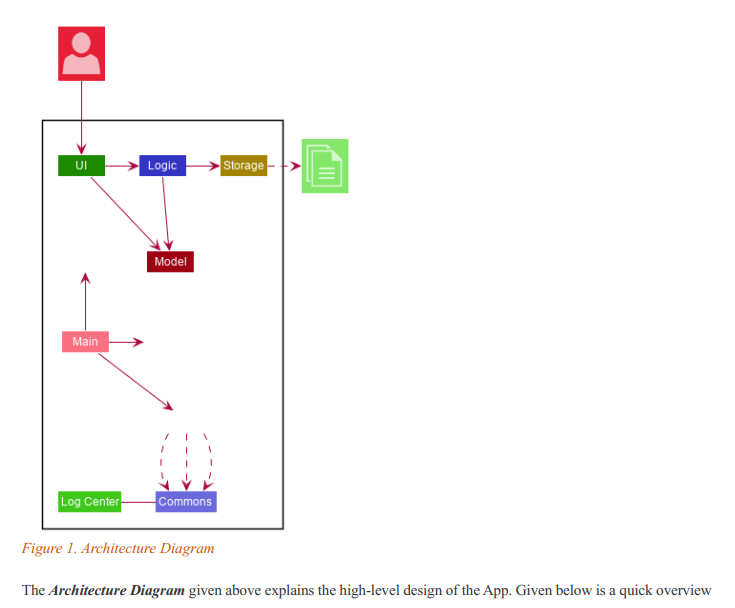 UI Logic Storage
Model
Main
Log Center Commons
Figure 1. Architecture Diagram
The Architecture Diagram given above explains the high-level design of the App. Given below is a quick overview